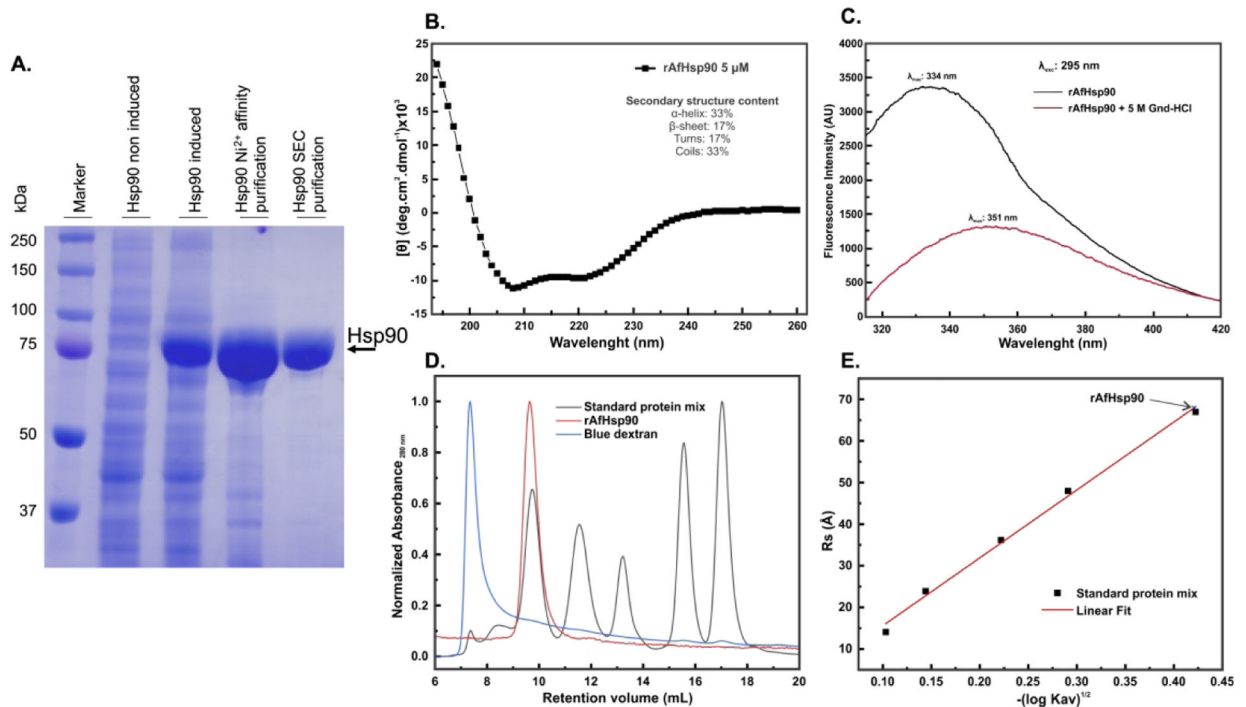 A.
kDa
Marker
Hsp90 non induced
Hsp90 induced
Hsp90 Ni²⁺ affinity
purification
Hsp90 SEC
purification
250
150
100
75
50
37
Hsp90
B.
rAfHsp90 5 µM
Secondary structure content
α-helix: 33%
β-sheet: 17%
Turns: 17%
Coils: 33%
[θ] (deg.cm².dmol⁻¹)x10³
25
20
15
10
5
0
-5
-10
-15
200 210 220 230 240 250 260
Wavelenght (nm)
C.
λexc: 295 nm
rAfHsp90
rAfHsp90 + 5 M Gnd-HCl
λmax: 334 nm
λmax: 351 nm
Fluorescence Intensity (AU)
4000
3500
3000
2500
2000
1500
1000
500
0
320 340 360 380 400 420
Wavelenght (nm)
D.
Standard protein mix
rAfHsp90
Blue dextran
Normalized Absorbance 280 nm
1.0
0.8
0.6
0.4
0.2
0.0
6 8 10 12 14 16 18 20
Retention volume (mL)
E.
rAfHsp90
Standard protein mix
Linear Fit
Rs (Å)
70
60
50
40
30
20
10
0.10 0.15 0.20 0.25 0.30 0.35 0.40 0.45
-(log Kav)¹/²